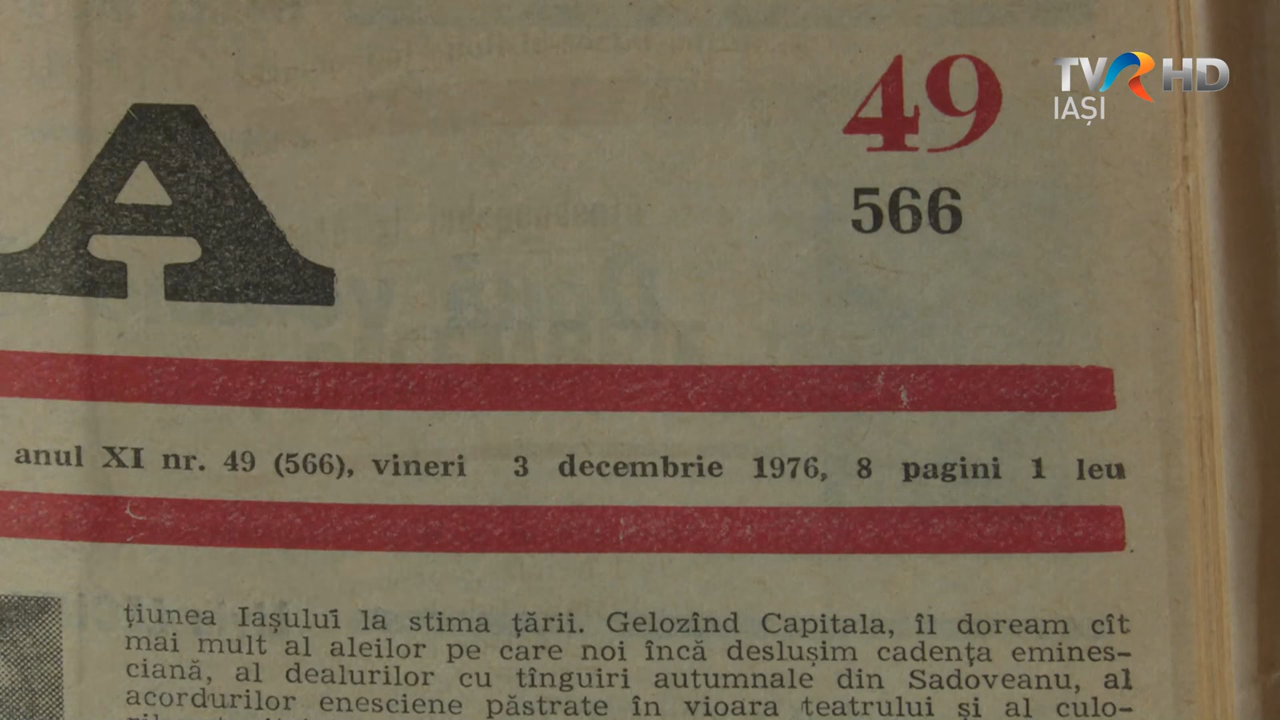 TVR HD
IAȘI
49
566
A
anul XI nr. 49 (566), vineri 3 decembrie 1976, 8 pagini 1 leu
țiunea Iașului la stima țării. Gelozînd Capitala, îl doream cît
mai mult al aleilor pe care noi încă deslușim cadența emines-
ciană, al dealurilor cu tînguiri autumnale din Sadoveanu, al
acordurilor enesciene păstrate în vioara teatrului și al culo-